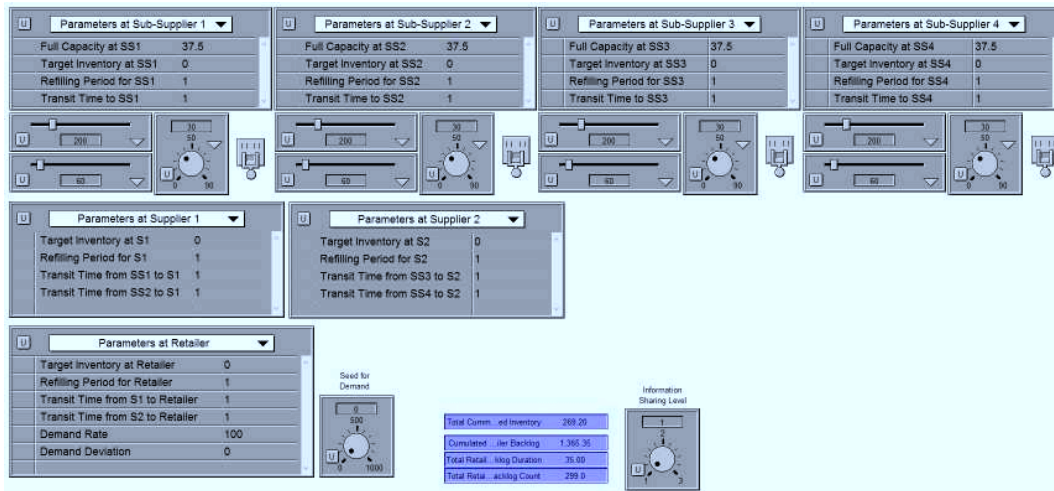 U Parameters at Sub-Supplier 1
Full Capacity at SS1 37.5
Target Inventory at SS1 0
Refilling Period for SS1 1
Transit Time to SS1 1
U Parameters at Sub-Supplier 2
Full Capacity at SS2 37.5
Target Inventory at SS2 0
Refilling Period for SS2 1
Transit Time to SS2 1
U Parameters at Sub-Supplier 3
Full Capacity at SS3 37.5
Target Inventory at SS3 0
Refilling Period for SS3 1
Transit Time to SS3 1
U Parameters at Sub-Supplier 4
Full Capacity at SS4 37.5
Target Inventory at SS4 0
Refilling Period for SS4 1
Transit Time to SS4 1
U 200
U 60
30
50
U 0 90
U 200
U 60
30
50
U 0 90
U 200
U 60
30
50
U 0 90
U 200
U 60
30
50
U 0 90
U Parameters at Supplier 1
Target Inventory at S1 0
Refilling Period for S1 1
Transit Time from SS1 to S1 1
Transit Time from SS2 to S1 1
U Parameters at Supplier 2
Target Inventory at S2 0
Refilling Period for S2 1
Transit Time from SS3 to S2 1
Transit Time from SS4 to S2 1
U Parameters at Retailer
Target Inventory at Retailer 0
Refilling Period for Retailer 1
Transit Time from S1 to Retailer 1
Transit Time from S2 to Retailer 1
Demand Rate 100
Demand Deviation 0
Seed for
Demand
0
500
U 0 1000
Total Comm...ed Inventory 269.20
Cumulated ...iler Backlog 1,365.35
Total Retail...klog Duration 35.00
Total Retai...acklog Count 299.0
Information
Sharing Level
1
2
U 1 3